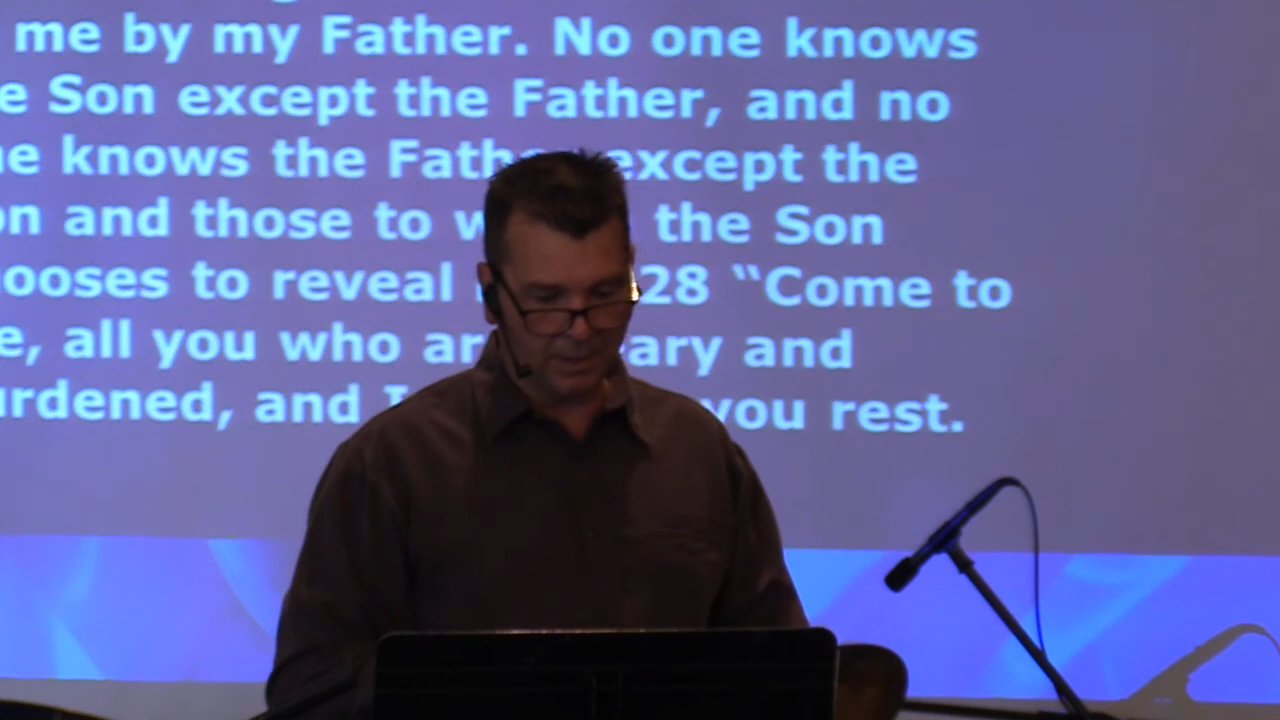 me by my Father. No one knows
e Son except the Father, and no
e knows the Fath except the
on and those to w the Son
ooses to reveal 28 “Come to
e, all you who ar ary and
urdened, and I you rest.